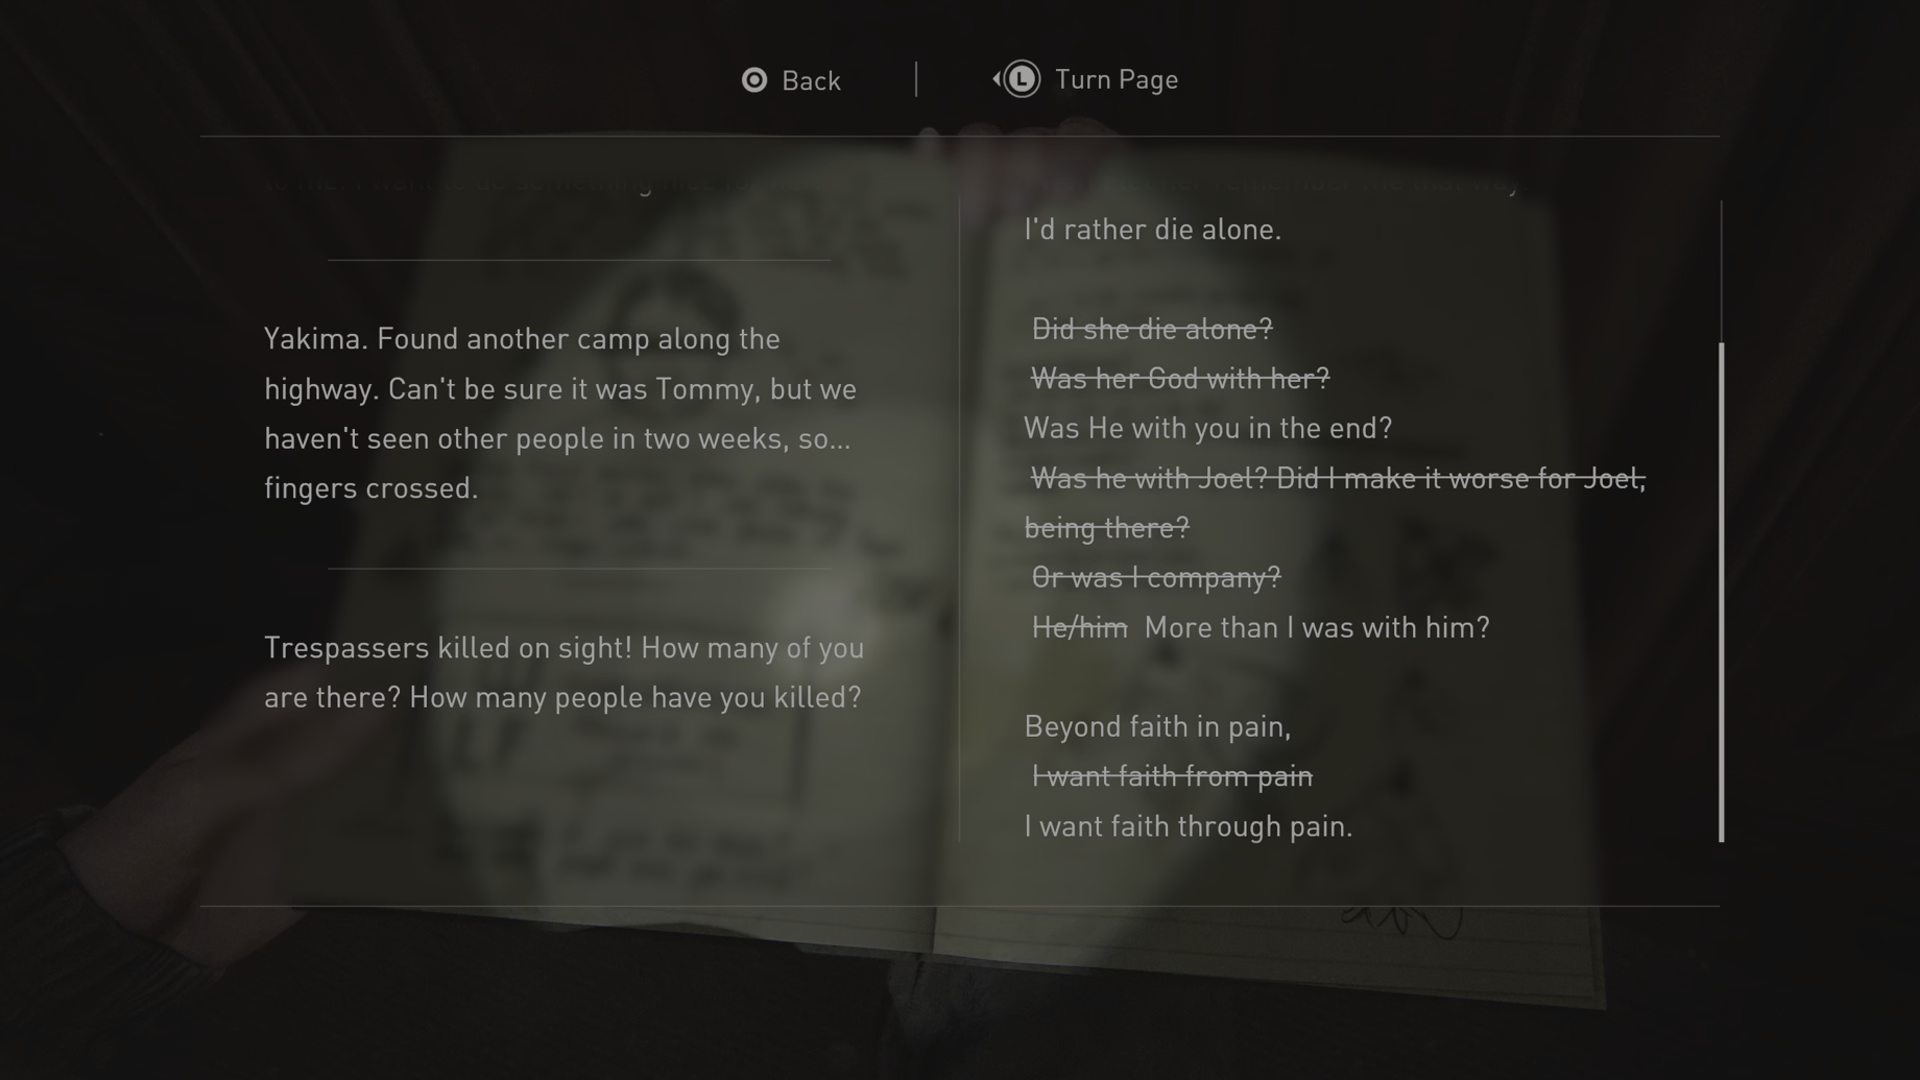 Back
L Turn Page
Yakima. Found another camp along the
highway. Can't be sure it was Tommy, but we
haven't seen other people in two weeks, so...
fingers crossed.
Trespassers killed on sight! How many of you
are there? How many people have you killed?
I'd rather die alone.
Did she die alone?
Was her God with her?
Was He with you in the end?
Was he with Joel? Did I make it worse for Joel,
being there?
Or was I company?
He/him More than I was with him?
Beyond faith in pain,
I want faith from pain
I want faith through pain.